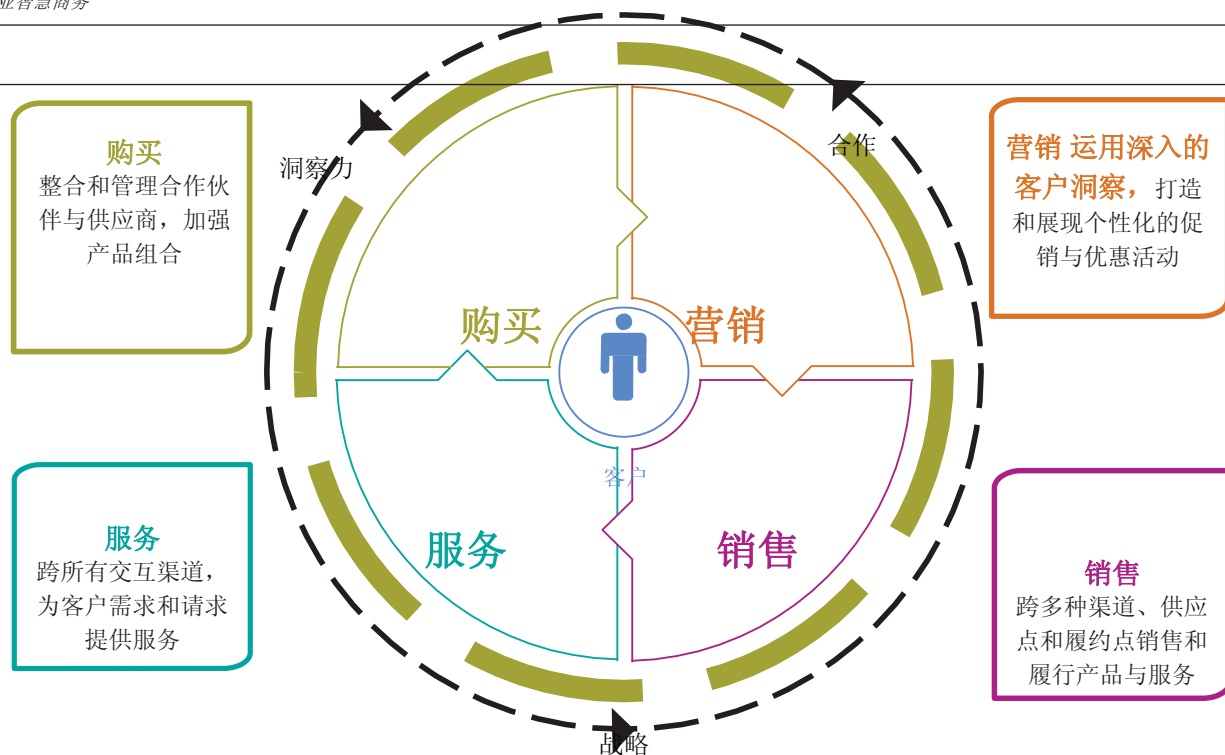 业智慧商务
购买
整合和管理合作伙
伴与供应商，加强
产品组合
洞察力
合作
营销 运用深入的
客户洞察，打造
和展现个性化的促
销与优惠活动
购买
营销
客户
服务
销售
服务
跨所有交互渠道，
为客户需求和请求
提供服务
销售
跨多种渠道、供应
点和履约点销售和
履行产品与服务
战略